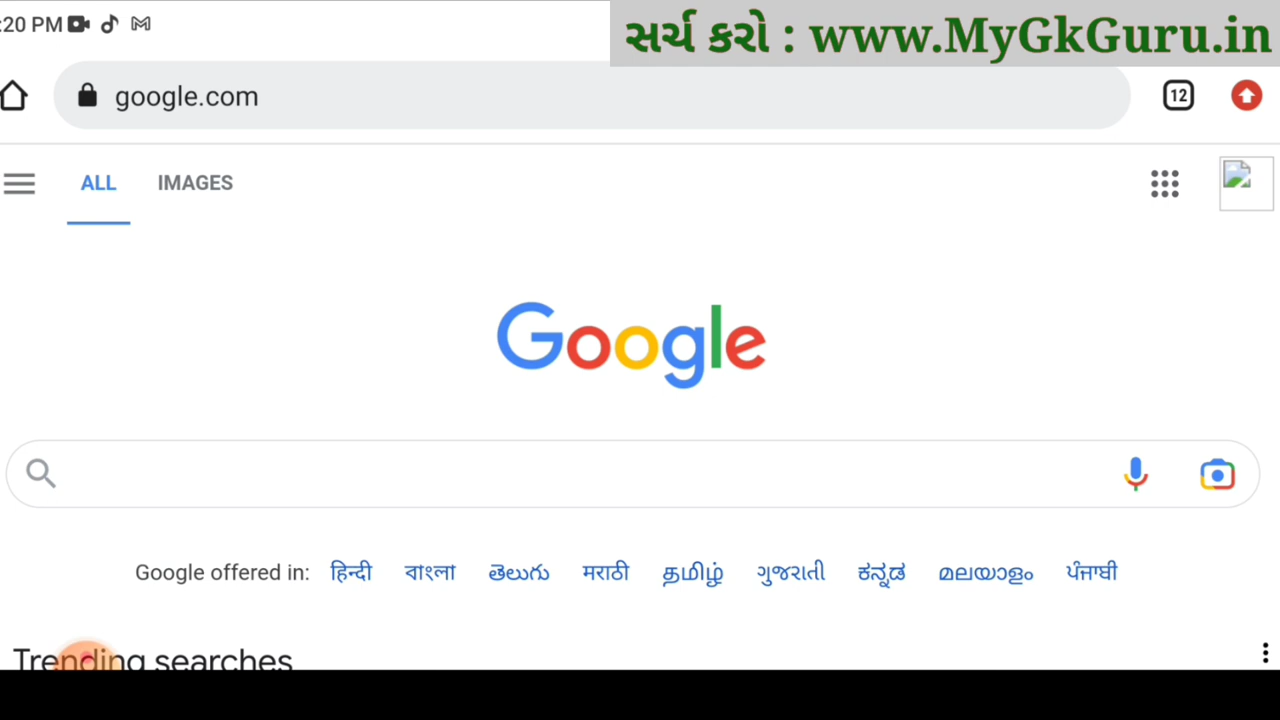 :20 PM
સર્ચ કરો : www.MyGkGuru.in
google.com
12
ALL IMAGES
Google
Google offered in: हिन्दी বাংলা తెలుగు मराठी தமிழ் ગુજરાતી ಕನ್ನಡ മലയാളം ਪੰਜਾਬੀ
Trending searches